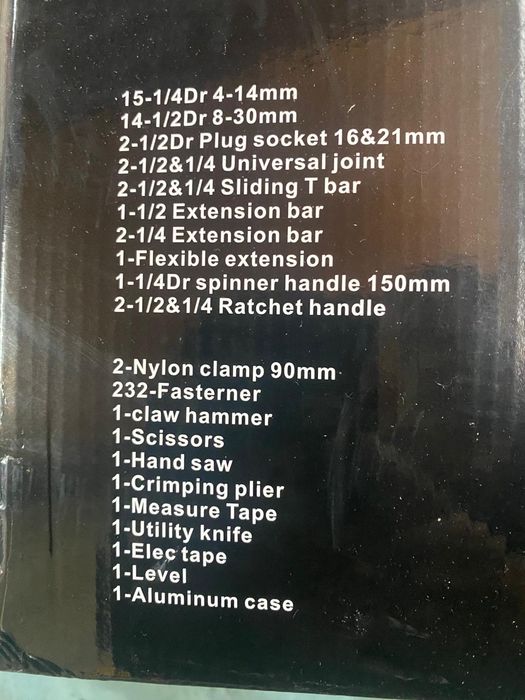 15-1/4Dr 4-14mm
14-1/2Dr 8-30mm
2-1/2Dr Plug socket 16&21mm
2-1/2&1/4 Universal joint
2-1/2&1/4 Sliding T bar
1-1/2 Extension bar
2-1/4 Extension bar
1-Flexible extension
1-1/4Dr spinner handle 150mm
2-1/2&1/4 Ratchet handle
2-Nylon clamp 90mm
232-Fasterner
1-claw hammer
1-Scissors
1-Hand saw
1-Crimping plier
1-Measure Tape
1-Utility knife
1-Elec tape
1-Level
1-Aluminum case